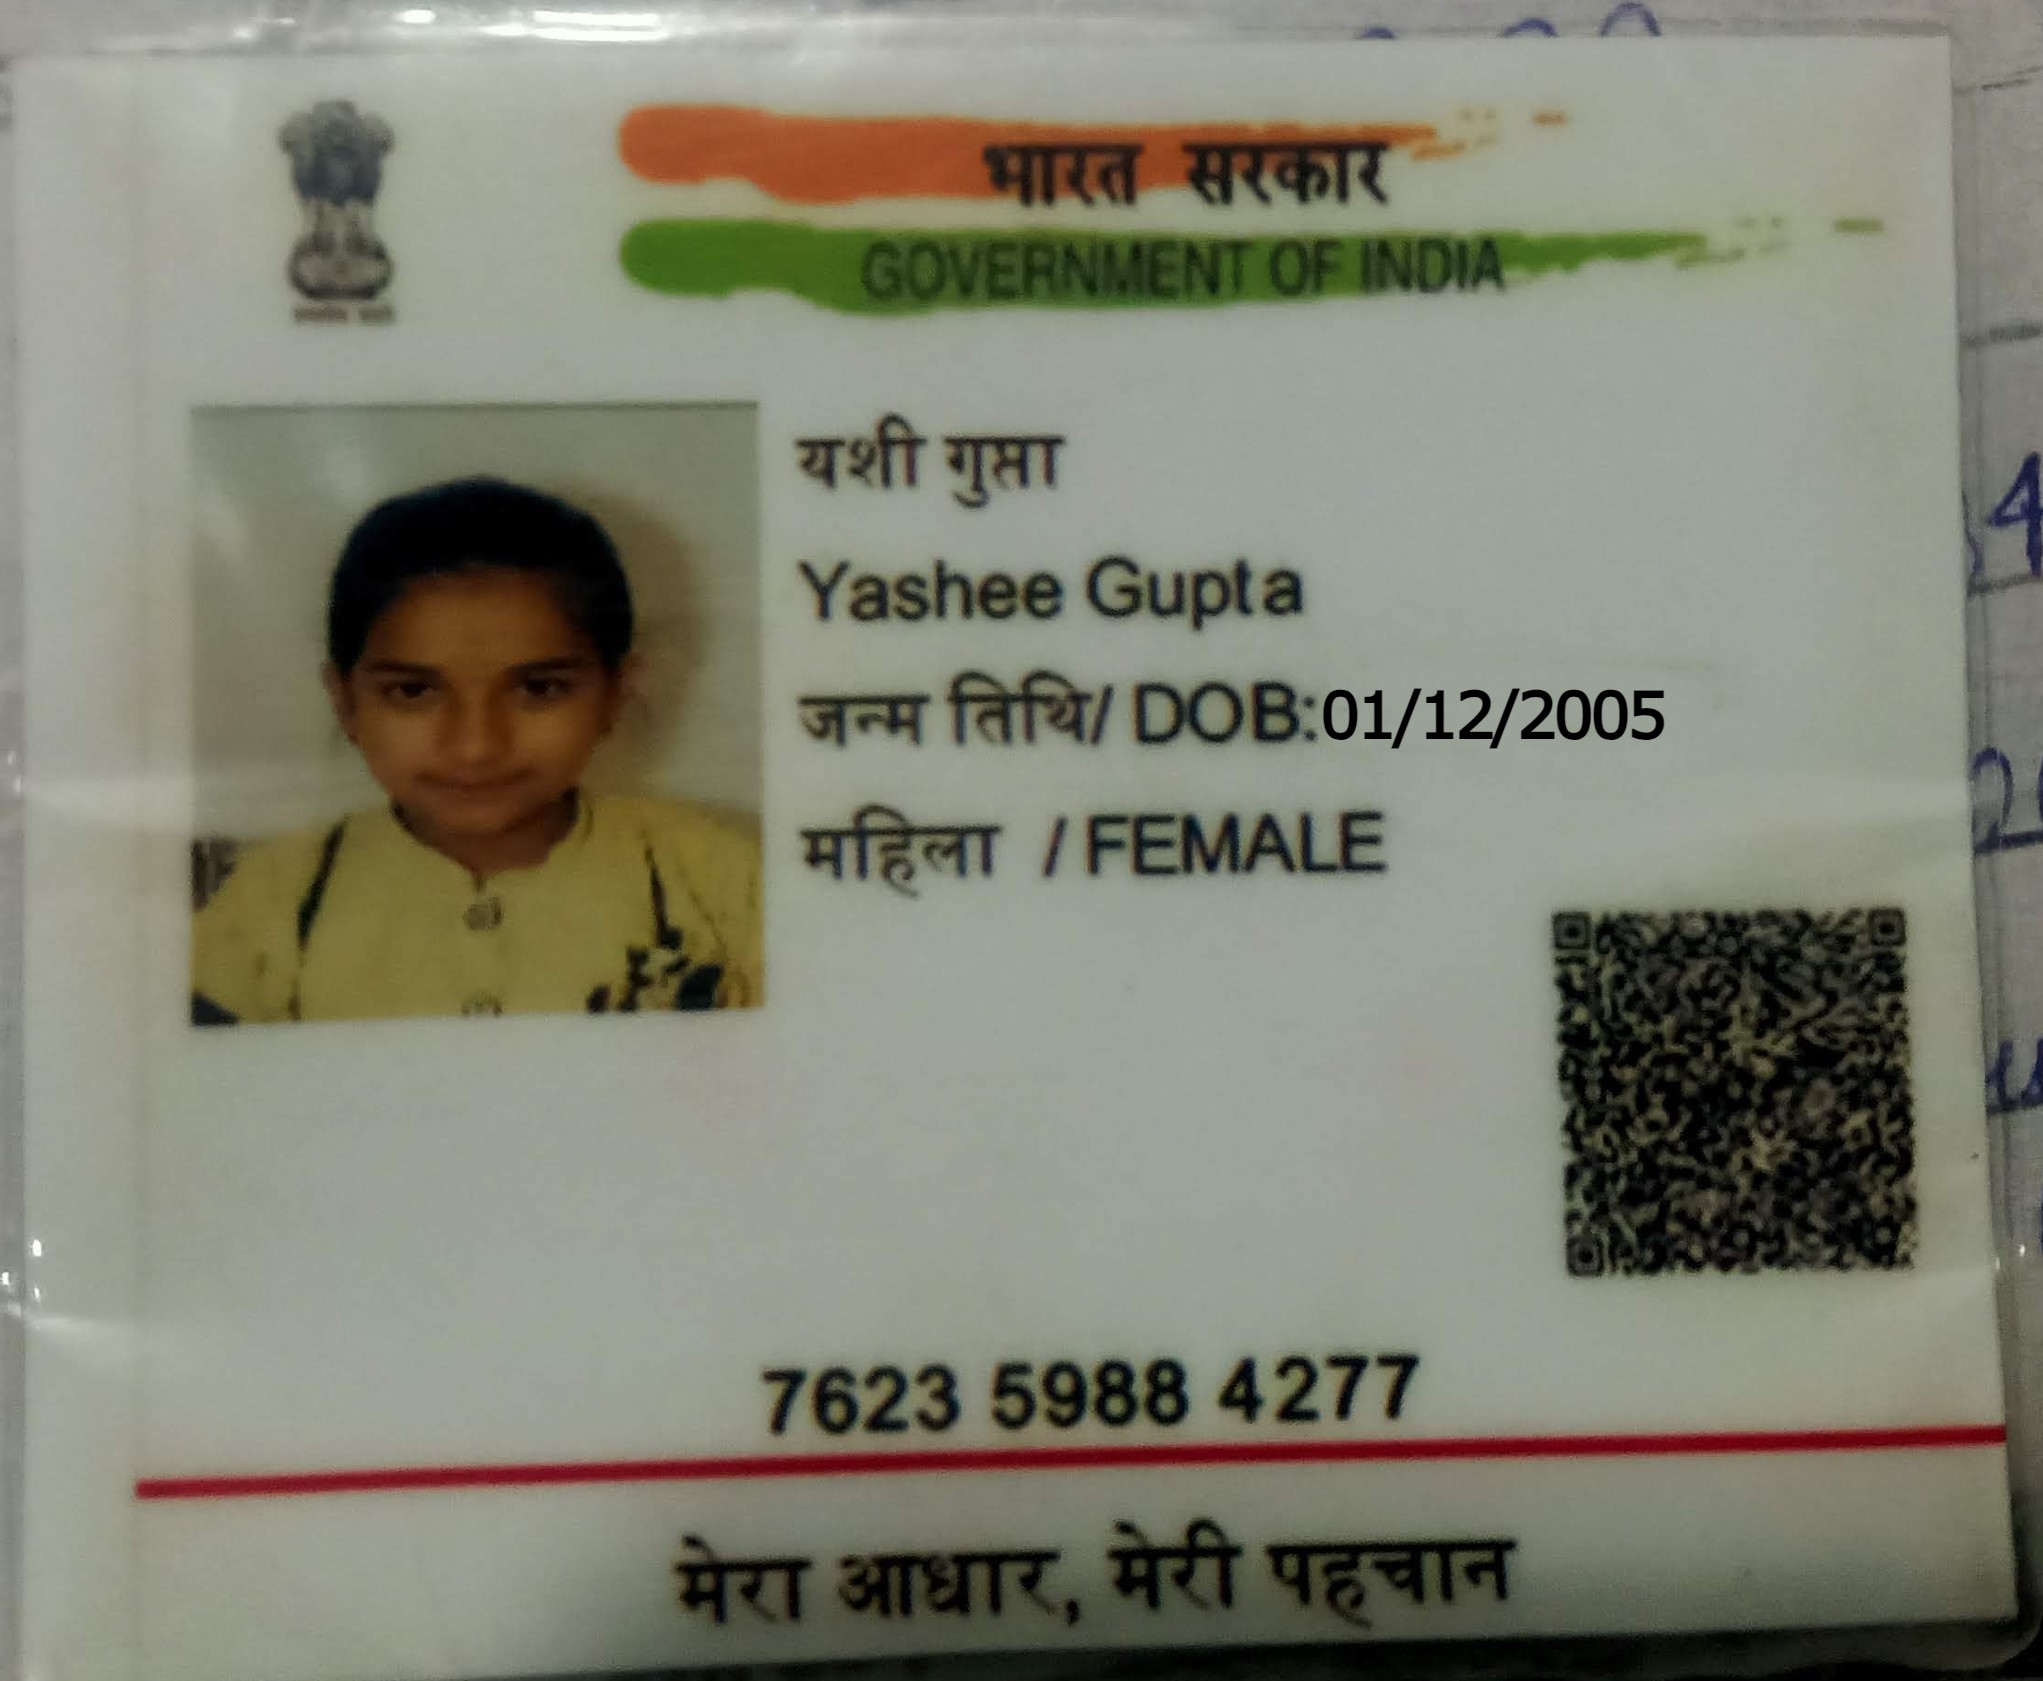 भारत सरकार
GOVERNMENT OF INDIA
यशी गुप्ता
Yashee Gupta
जन्म तिथि/ DOB:01/12/2005
महिला / FEMALE
7623 5988 4277
मेरा आधार, मेरी पहचान